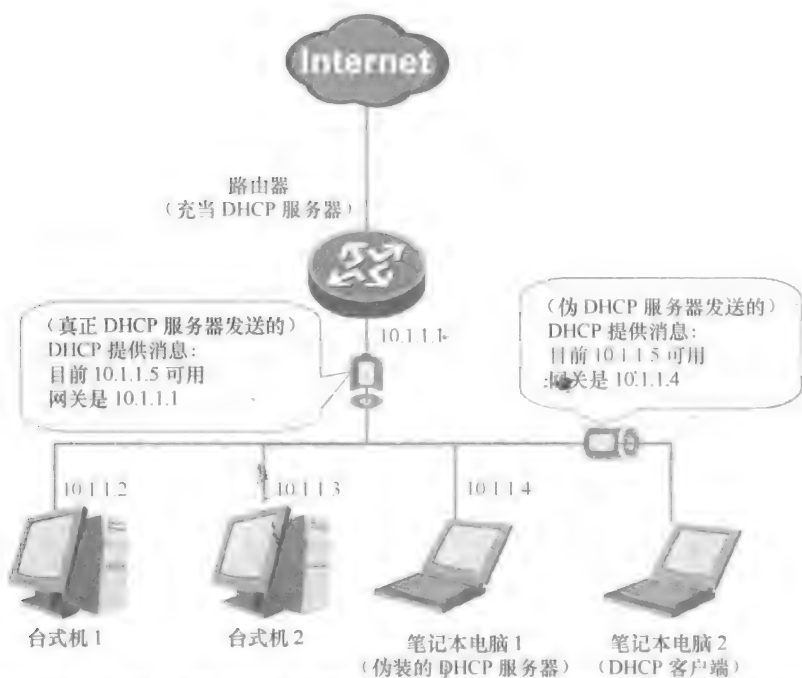 Internet
路由器
（充当 DHCP 服务器）
（真正 DHCP 服务器发送的）
DHCP 提供消息：
目前 10.1.1.5 可用
网关是 10.1.1.1
10.1.1.1
（伪 DHCP 服务器发送的）
DHCP 提供消息：
目前 10.1.1.5 可用
网关是 10.1.1.4
10.1.1.2
10.1.1.3
10.1.1.4
台式机 1
台式机 2
笔记本电脑 1
（伪装的 DHCP 服务器）
笔记本电脑 2
（DHCP 客户端）